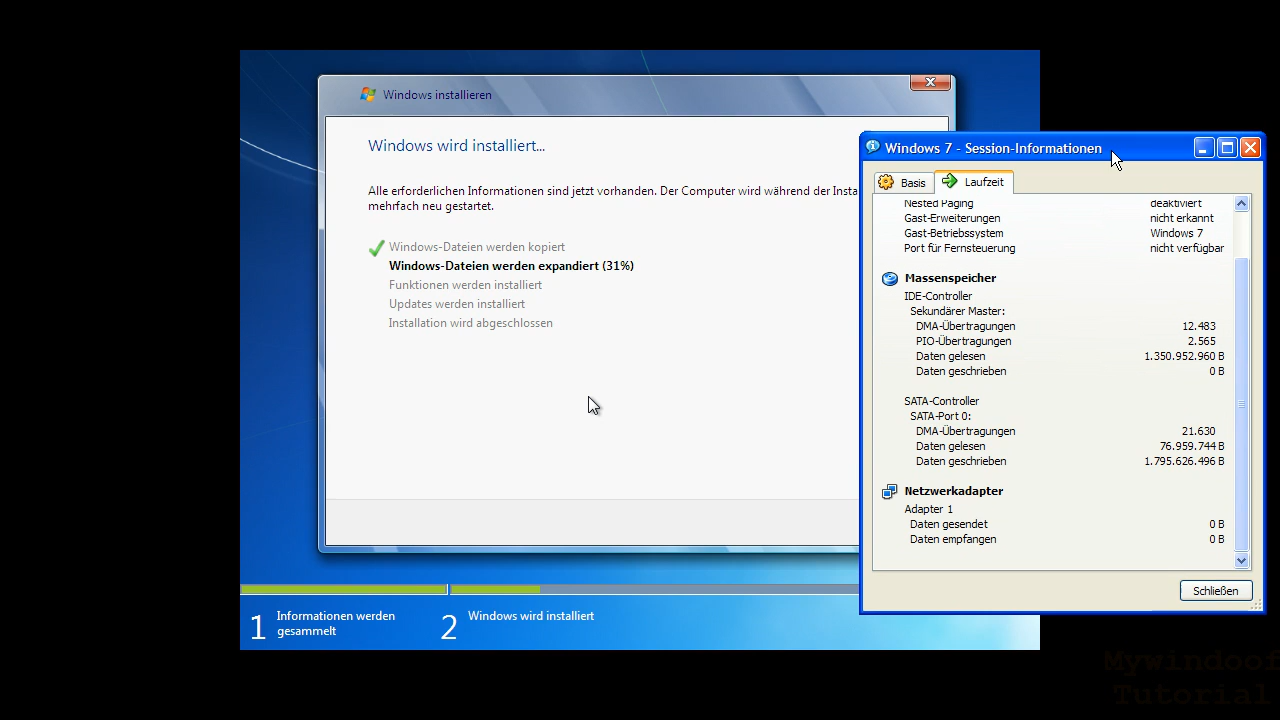 Windows installieren
Windows wird installiert...
Alle erforderlichen Informationen sind jetzt vorhanden. Der Computer wird während der Insta
mehrfach neu gestartet.
Windows-Dateien werden kopiert
Windows-Dateien werden expandiert (31%)
Funktionen werden installiert
Updates werden installiert
Installation wird abgeschlossen
1 Informationen werden gesammelt
2 Windows wird installiert
Windows 7 - Session-Informationen
Basis Laufzeit
Nested Paging deaktiviert
Gast-Erweiterungen nicht erkannt
Gast-Betriebssystem Windows 7
Port für Fernsteuerung nicht verfügbar
Massenspeicher
IDE-Controller
Sekundärer Master:
DMA-Übertragungen 12.483
PIO-Übertragungen 2.565
Daten gelesen 1.350.952.960 B
Daten geschrieben 0 B
SATA-Controller
SATA-Port 0:
DMA-Übertragungen 21.630
Daten gelesen 76.959.744 B
Daten geschrieben 1.795.626.496 B
Netzwerkadapter
Adapter 1
Daten gesendet 0 B
Daten empfangen 0 B
Schließen
Mywindoof
Tutorial